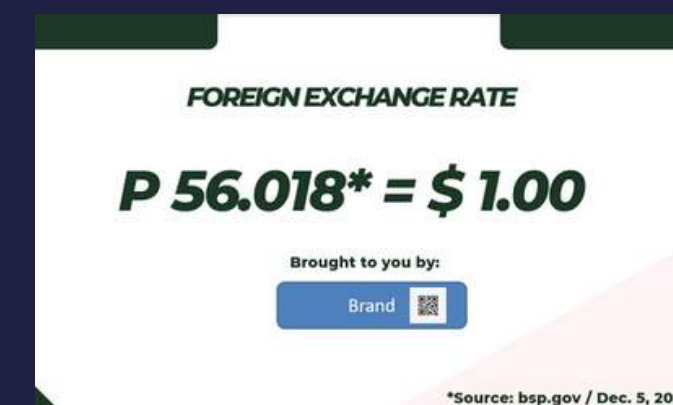 FOREIGN EXCHANGE RATE
P 56.018* = $ 1.00
Brought to you by:
Brand
*Source: bsp.gov / Dec. 5, 20